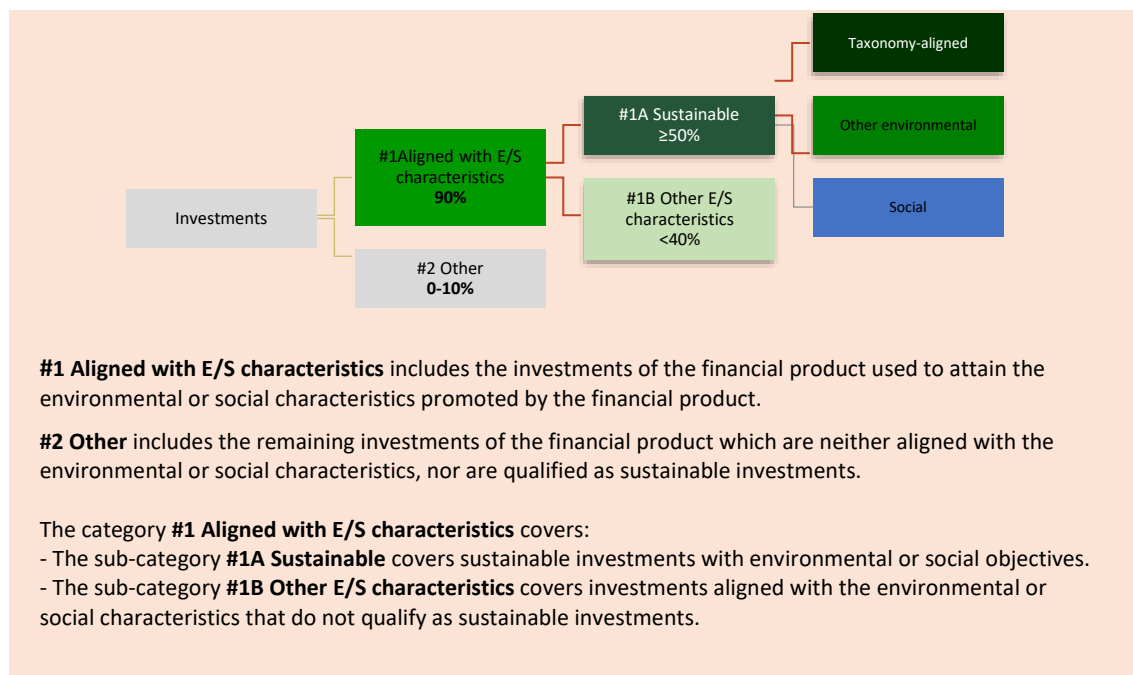 Taxonomy-aligned
#1A Sustainable
≥50%
Other environmental
#1Aligned with E/S
characteristics
90%
#1B Other E/S
characteristics
<40%
Investments
Social
#2 Other
0-10%
#1 Aligned with E/S characteristics includes the investments of the financial product used to attain the
environmental or social characteristics promoted by the financial product.
#2 Other includes the remaining investments of the financial product which are neither aligned with the
environmental or social characteristics, nor are qualified as sustainable investments.
The category #1 Aligned with E/S characteristics covers:
- The sub-category #1A Sustainable covers sustainable investments with environmental or social objectives.
- The sub-category #1B Other E/S characteristics covers investments aligned with the environmental or
social characteristics that do not qualify as sustainable investments.